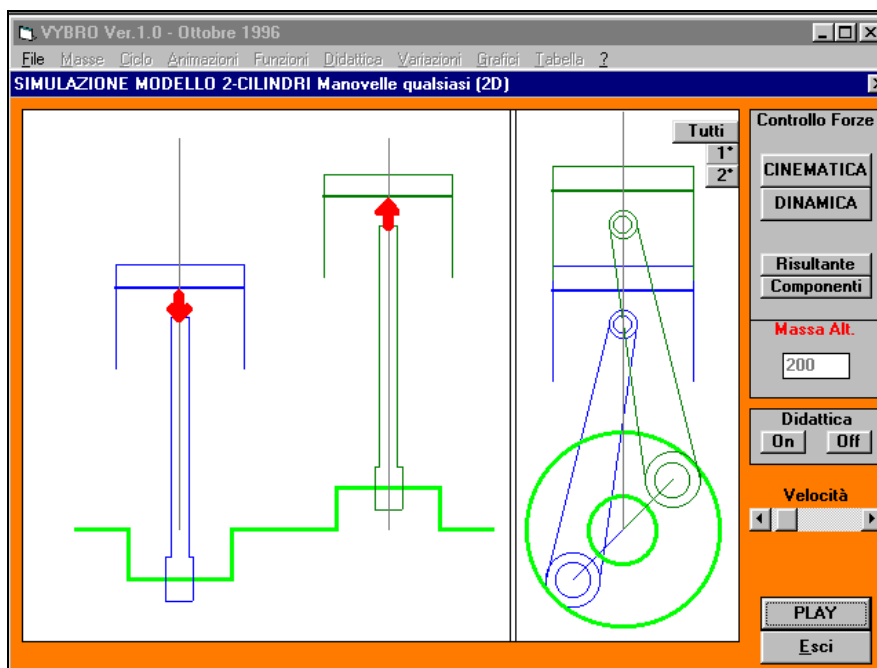 VYBRO Ver.1.0 - Ottobre 1996
File Masse Ciclo Animazioni Funzioni Didattica Variazioni Grafici Tabella ?
SIMULAZIONE MODELLO 2-CILINDRI Manovelle qualsiasi (2D)
Tutti
1°
2°
Controllo Forze
CINEMATICA
DINAMICA
Risultante
Componenti
Massa Alt.
200
Didattica
On Off
Velocità
PLAY
Esci